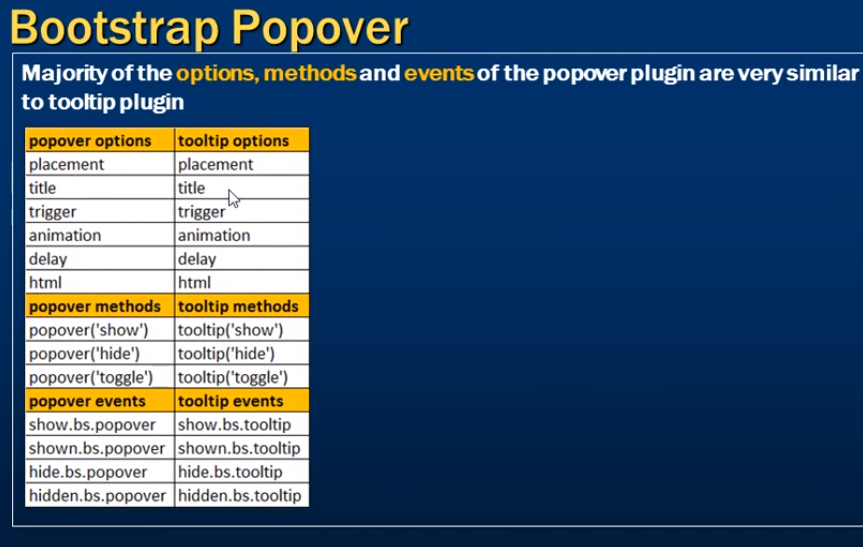 Bootstrap Popover
Majority of the options, methods and events of the popover plugin are very similar
to tooltip plugin
popover options tooltip options
placement placement
title title
trigger trigger
animation animation
delay delay
html html
popover methods tooltip methods
popover('show') tooltip('show')
popover('hide') tooltip('hide')
popover('toggle') tooltip('toggle')
popover events tooltip events
show.bs.popover show.bs.tooltip
shown.bs.popover shown.bs.tooltip
hide.bs.popover hide.bs.tooltip
hidden.bs.popover hidden.bs.tooltip